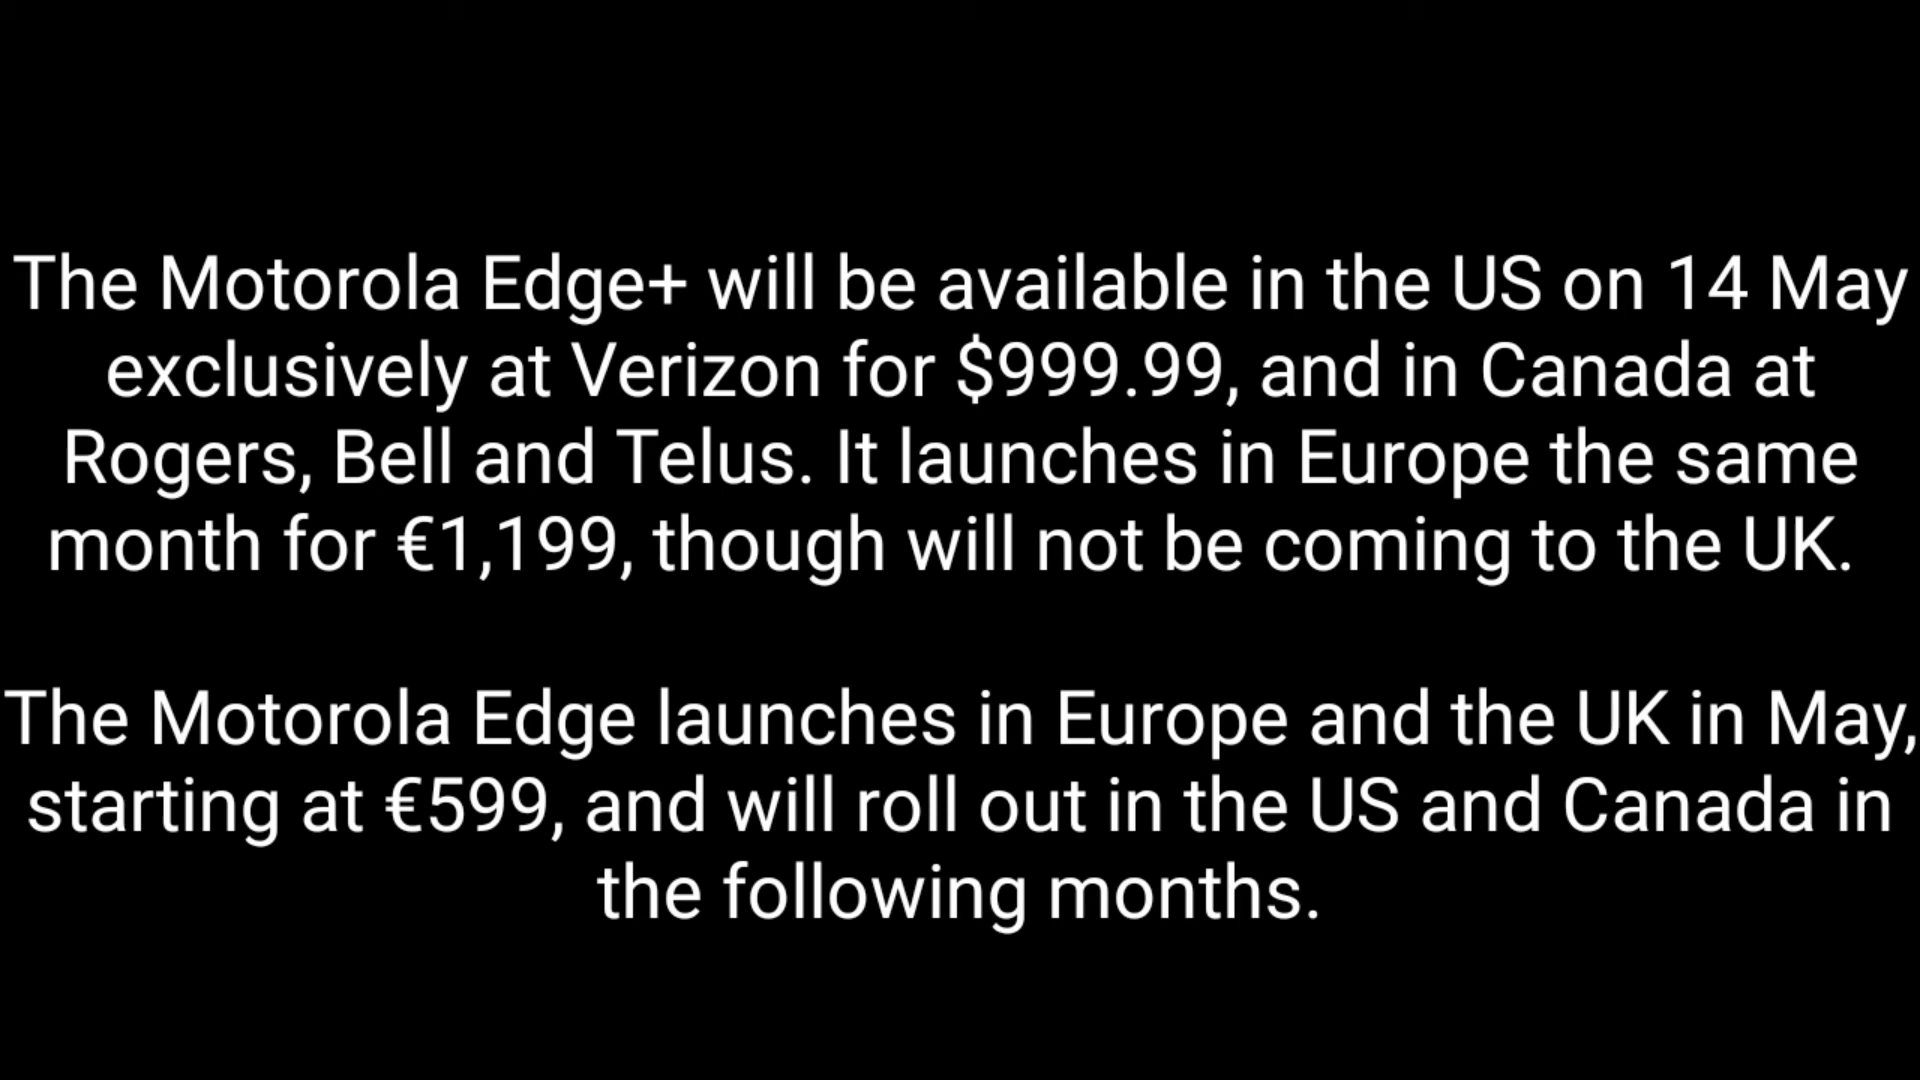 The Motorola Edge+ will be available in the US on 14 May
exclusively at Verizon for $999.99, and in Canada at
Rogers, Bell and Telus. It launches in Europe the same
month for €1,199, though will not be coming to the UK.
The Motorola Edge launches in Europe and the UK in May,
starting at €599, and will roll out in the US and Canada in
the following months.